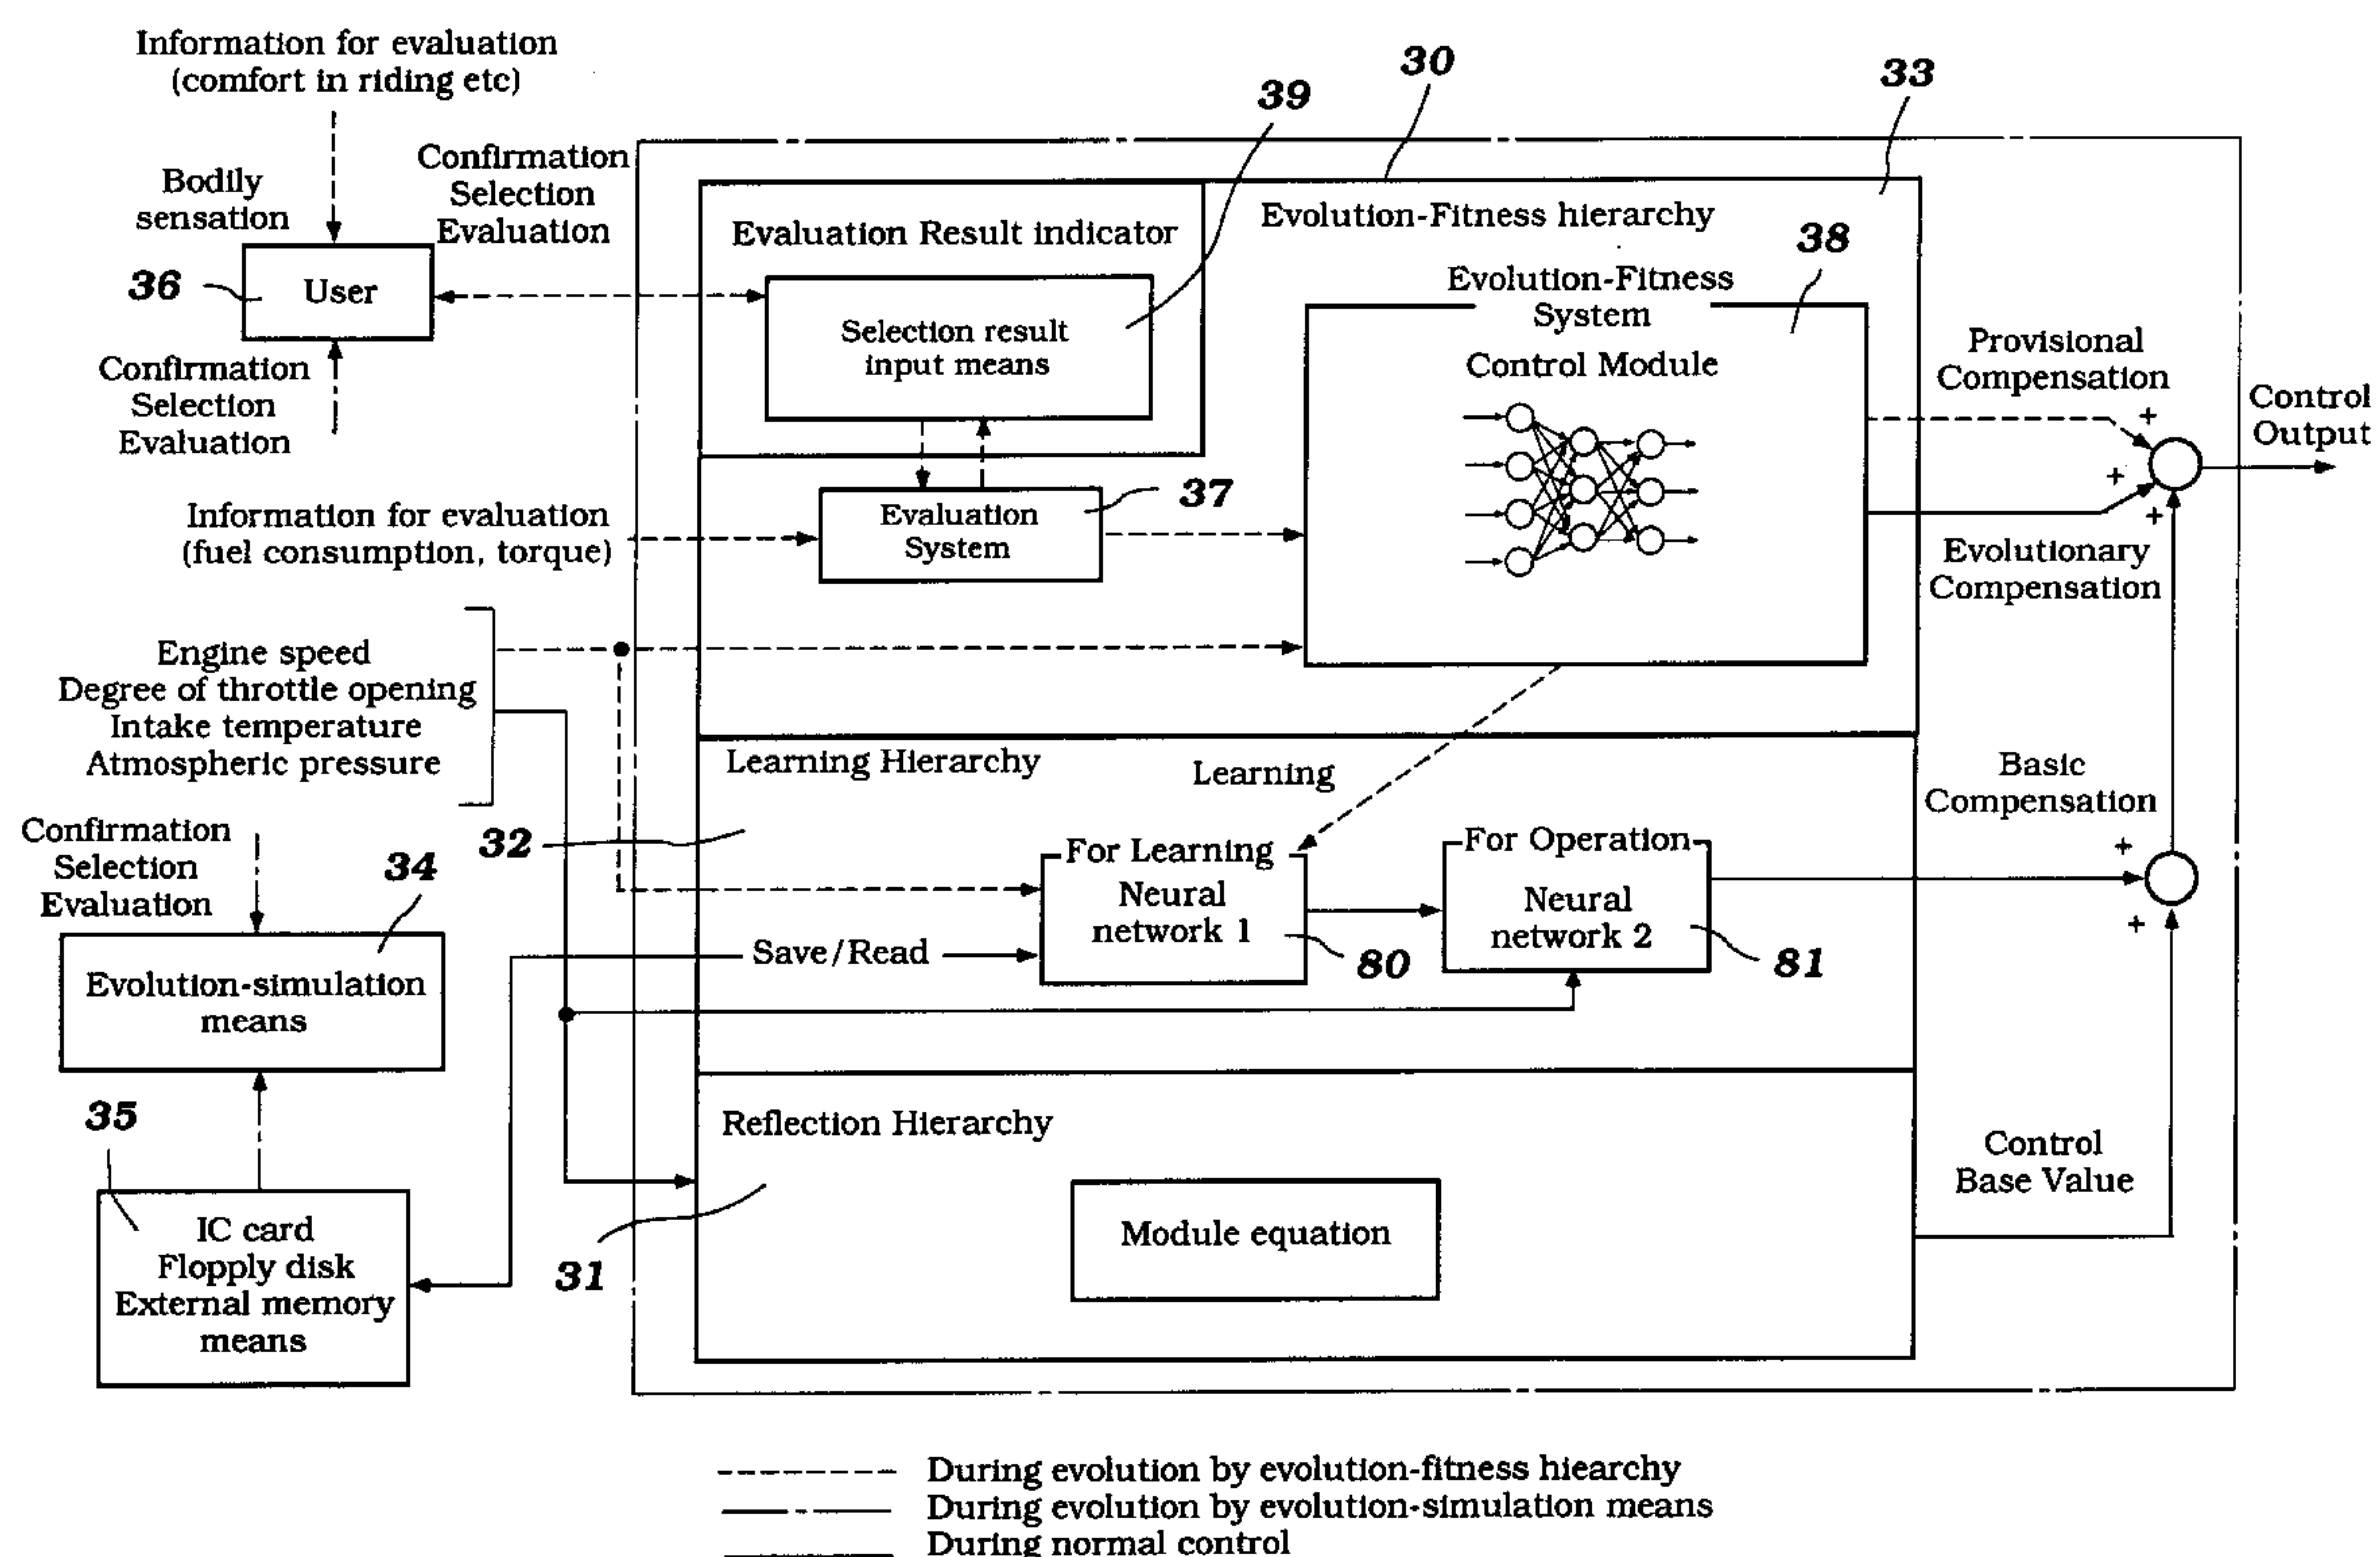 Information for evaluation
(comfort in riding etc)
Bodily
sensation
Confirmation
Selection
Evaluation
36
User
Confirmation
Selection
Evaluation
Information for evaluation
(fuel consumption, torque)
Engine speed
Degree of throttle opening
Intake temperature
Atmospheric pressure
Confirmation
Selection
Evaluation
34
Evolution-simulation
means
35
IC card
Flopply disk
External memory
means
30
33
39
Evaluation Result indicator
Selection result
input means
Evaluation
System
37
Evolution-Fitness hierarchy
38
Evolution-Fitness
System
Control Module
Provisional
Compensation
+
+
+
Control
Output
Evolutionary
Compensation
Learning Hierarchy
Learning
32
For Learning
Neural
network 1
80
Save/Read
For Operation
Neural
network 2
81
Basic
Compensation
+
+
Reflection Hierarchy
31
Module equation
Control
Base Value
During evolution by evolution-fitness hiearchy
During evolution by evolution-simulation means
During normal control